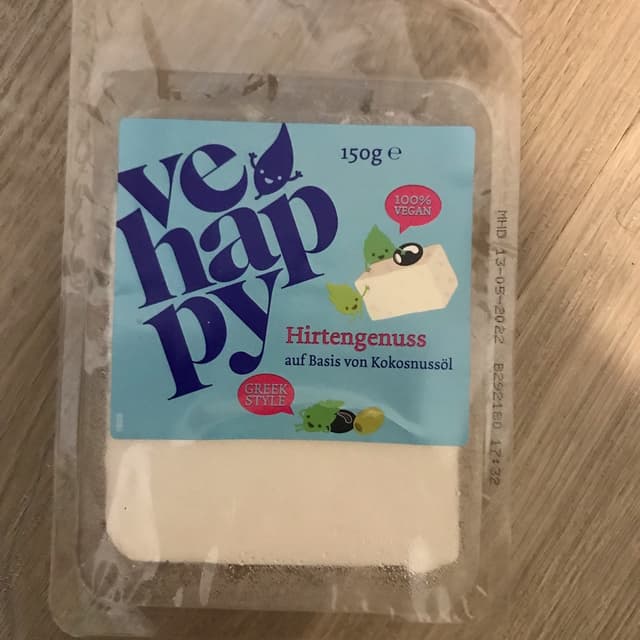 ve
hap
py
150g ℮
100%
VEGAN
Hirtengenuss
auf Basis von Kokosnussöl
GREEK
STYLE
MHD 13-05-2022 B292180 17:32